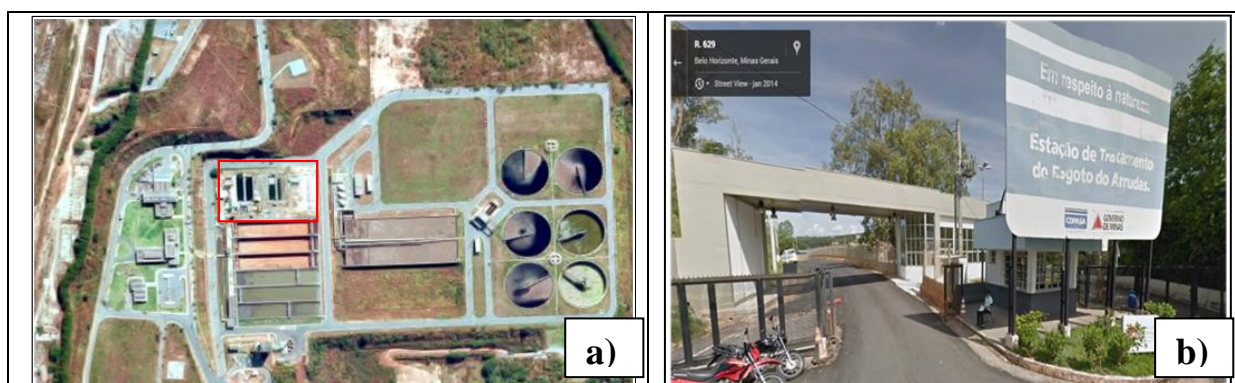 a)
R. 629
Belo Horizonte, Minas Gerais
Street View - jan 2014
Em respeito à natureza.
Estação de Tratamento
de Esgoto do Arrudas.
COPASA
GOVERNO
DE MINAS
b)